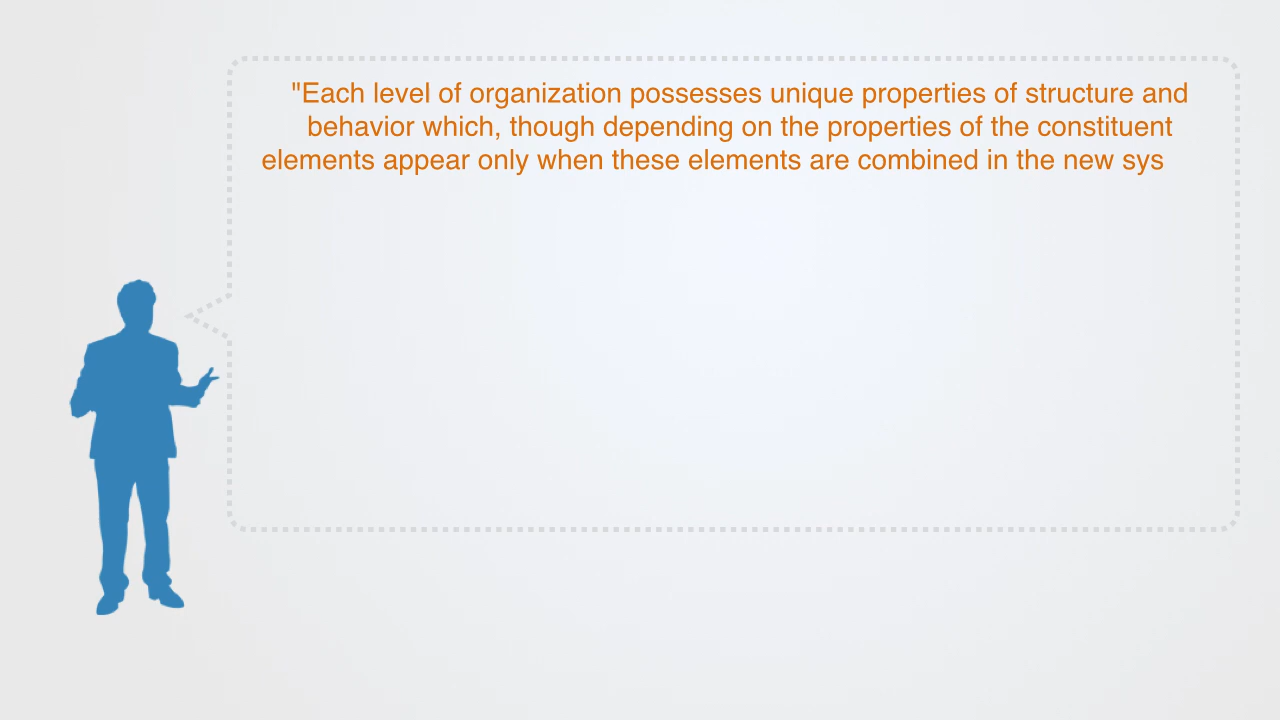 "Each level of organization possesses unique properties of structure and
behavior which, though depending on the properties of the constituent
elements appear only when these elements are combined in the new sys